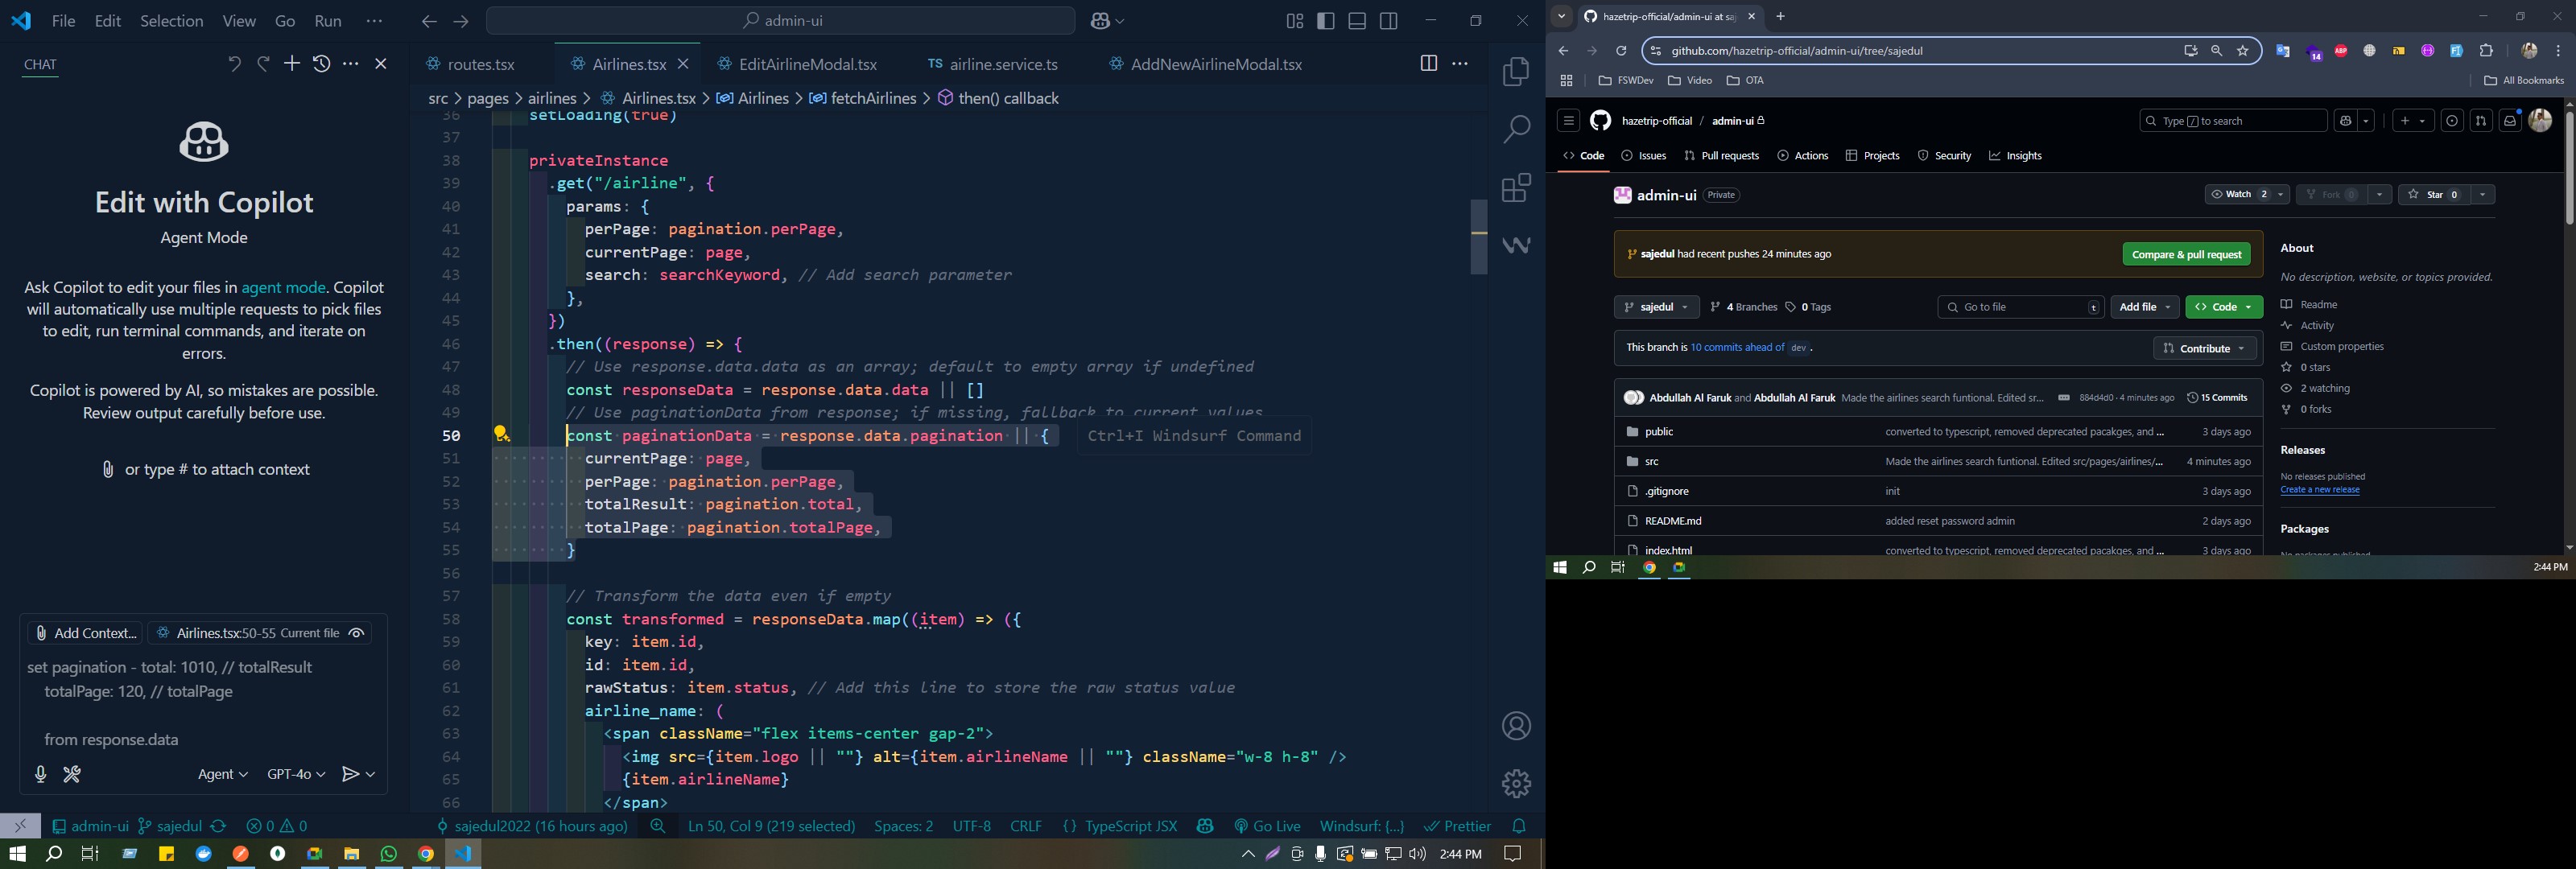 File Edit Selection View Go Run ···
admin-ui
CHAT
Edit with Copilot
Agent Mode
Ask Copilot to edit your files in agent mode. Copilot
will automatically use multiple requests to pick files
to edit, run terminal commands, and iterate on
errors.
Copilot is powered by AI, so mistakes are possible.
Review output carefully before use.
or type # to attach context
Add Context... Airlines.tsx:50-55 Current file
set pagination - total: 1010, // totalResult
totalPage: 120, // totalPage
from response.data
Agent GPT-4o
routes.tsx Airlines.tsx EditAirlineModal.tsx TS airline.service.ts AddNewAirlineModal.tsx
src > pages > airlines > Airlines.tsx > Airlines > fetchAirlines > then() callback
36 setLoading(true)
37
38 privateInstance
39 .get("/airline", {
40 params: {
41 perPage: pagination.perPage,
42 currentPage: page,
43 search: searchKeyword, // Add search parameter
44 },
45 })
46 .then((response) => {
47 // Use response.data.data as an array; default to empty array if undefined
48 const responseData = response.data.data || []
49 // Use paginationData from response; if missing, fallback to current values
50 const paginationData = response.data.pagination || { Ctrl+I Windsurf Command
51 currentPage: page,
52 perPage: pagination.perPage,
53 totalResult: pagination.total,
54 totalPage: pagination.totalPage,
55 }
56
57 // Transform the data even if empty
58 const transformed = responseData.map((item) => ({
59 key: item.id,
60 id: item.id,
61 rawStatus: item.status, // Add this line to store the raw status value
62 airline_name: (
63 <span className="flex items-center gap-2">
64 <img src={item.logo || ""} alt={item.airlineName || ""} className="w-8 h-8" />
65 {item.airlineName}
66 </span>
admin-ui sajedul 0 0 sajedul2022 (16 hours ago) Ln 50, Col 9 (219 selected) Spaces: 2 UTF-8 CRLF {} TypeScript JSX Go Live Windsurf: {...} Prettier
2:44 PM
hazetrip-official/admin-ui at saj
github.com/hazetrip-official/admin-ui/tree/sajedul
14 ABP
FSWDev Video OTA All Bookmarks
hazetrip-official / admin-ui Type / to search
Code Issues Pull requests Actions Projects Security Insights
admin-ui Private Watch 2 Fork 0 Star 0
sajedul had recent pushes 24 minutes ago Compare & pull request
sajedul 4 Branches 0 Tags Go to file t Add file Code
This branch is 10 commits ahead of dev . Contribute
Abdullah Al Faruk and Abdullah Al Faruk Made the airlines search funtional. Edited sr... 884d4d0 · 4 minutes ago 15 Commits
public converted to typescript, removed deprecated pacakges, and ... 3 days ago
src Made the airlines search funtional. Edited src/pages/airlines/... 4 minutes ago
.gitignore init 3 days ago
README.md added reset password admin 2 days ago
index.html converted to typescript, removed deprecated pacakges, and ... 3 days ago
About
No description, website, or topics provided.
Readme
Activity
Custom properties
0 stars
2 watching
0 forks
Releases
No releases published
Create a new release
Packages
No packages published
2:44 PM